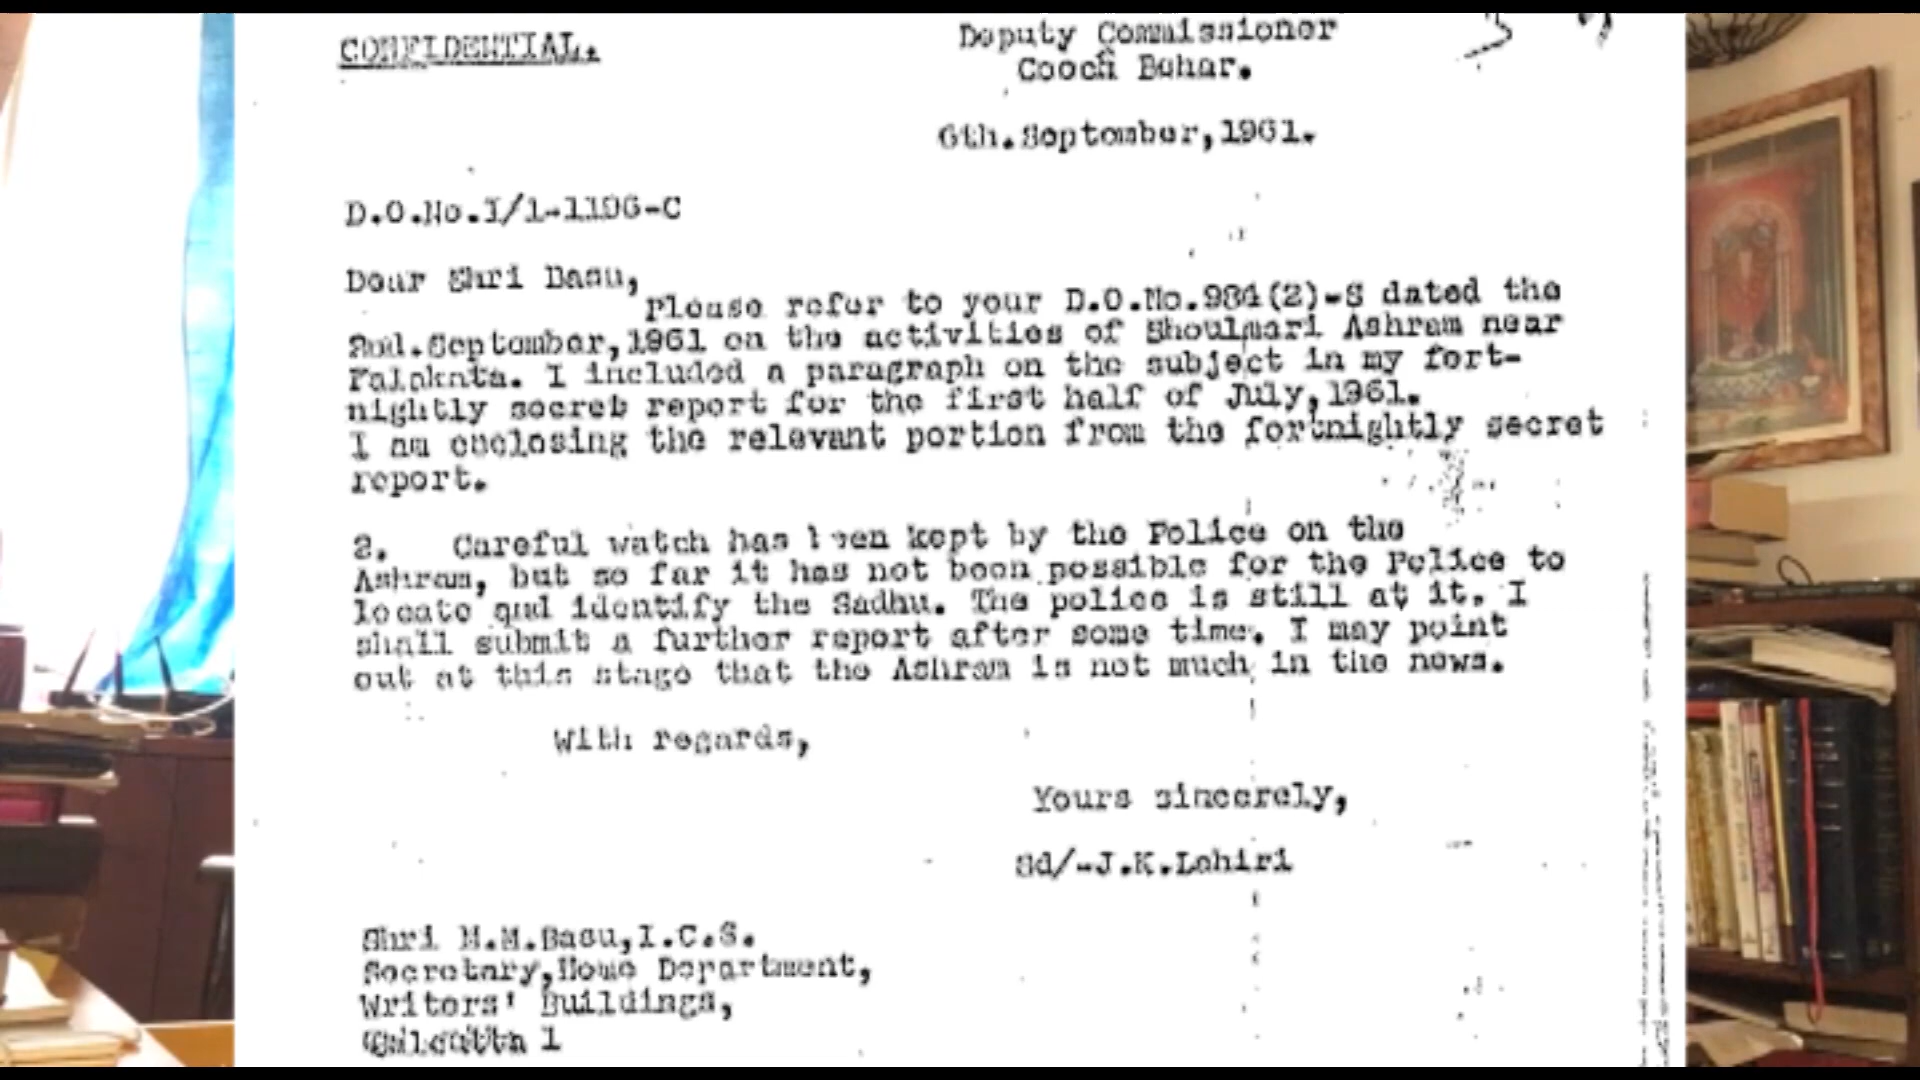 CONFIDENTIAL.
Deputy Commissioner
Cooch Behar.
6th.September,1961.
D.O.No.I/1-1196-C
Dear Shri Basu,
Please refer to your D.O.No.984(2)-S dated the
2nd.September,1961 on the activities of Shoulmari Ashram near
Falakata. I included a paragraph on the subject in my fort-
nightly secret report for the first half of July,1961.
I am enclosing the relevant portion from the fortnightly secret
report.
2. Careful watch has been kept by the Police on the
Ashram, but so far it has not been possible for the Police to
locate and identify the Sadhu. The police is still at it. I
shall submit a further report after some time. I may point
out at this stage that the Ashram is not much in the news.
With regards,
Yours sincerely,
Sd/-J.K.Lahiri
Shri M.M.Basu,I.C.S.
Secretary,Home Department,
Writers' Buildings,
Calcutta 1